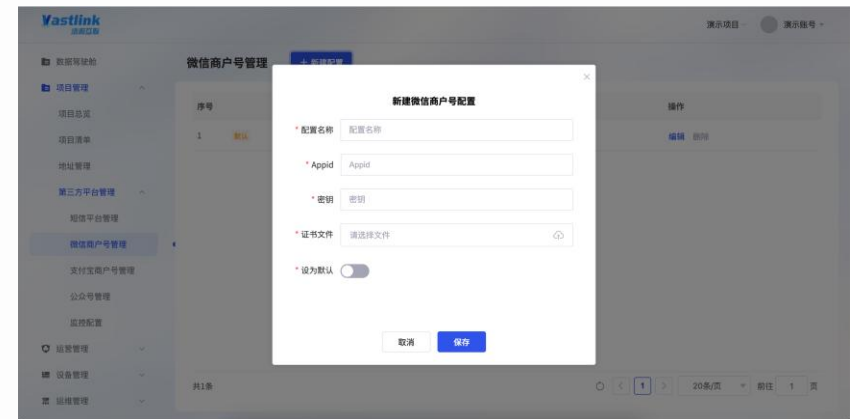 Vastlink
演示项目
演示账号
数据驾驶舱
微信商户号管理
+ 新建配置
项目管理
新建微信商户号配置
项目总览
序号
操作
项目清单
1
默认
* 配置名称
配置名称
编辑
删除
地址管理
* Appid
Appid
第三方平台管理
* 密钥
密钥
短信平台管理
* 证书文件
请选择文件
微信商户号管理
* 设为默认
支付宝商户号管理
公众号管理
监控配置
运营管理
取消
保存
设备管理
共1条
1
20条/页
前往
1
页
运维管理